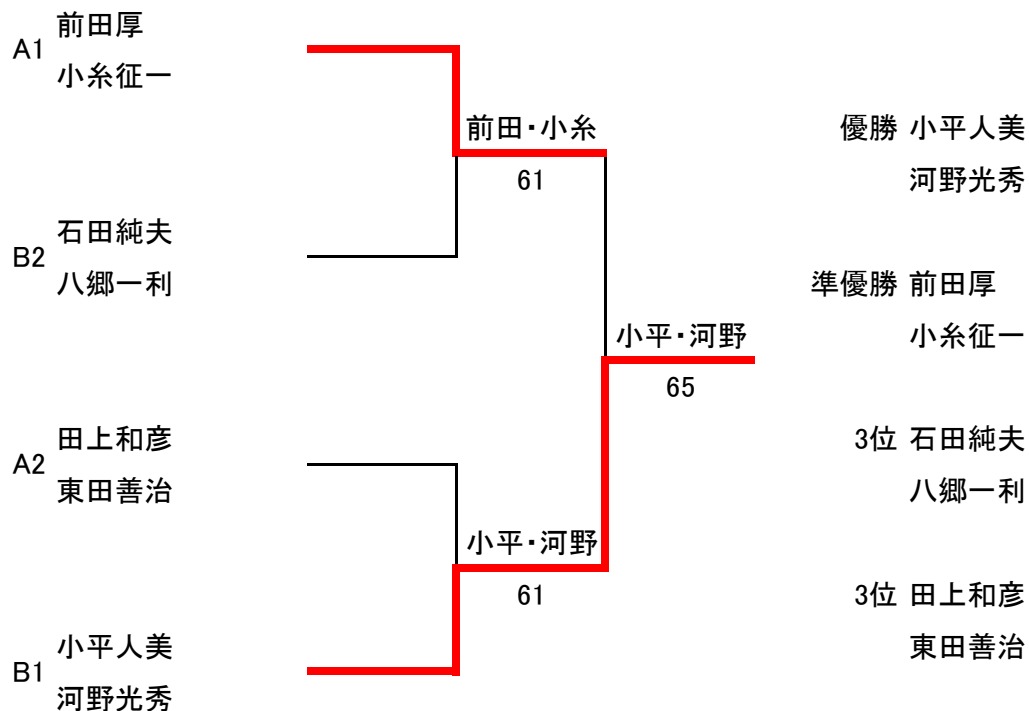 A1 前田厚
小糸征一
前田・小糸
61
B2 石田純夫
八郷一利
小平・河野
65
A2 田上和彦
東田善治
小平・河野
61
B1 小平人美
河野光秀
優勝 小平人美
河野光秀
準優勝 前田厚
小糸征一
3位 石田純夫
八郷一利
3位 田上和彦
東田善治